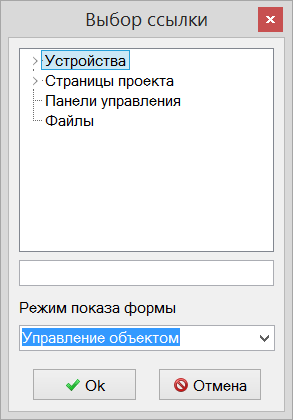 Выбор ссылки
Устройства
Страницы проекта
Панели управления
Файлы
Режим показа формы
Управление объектом
Ok
Отмена